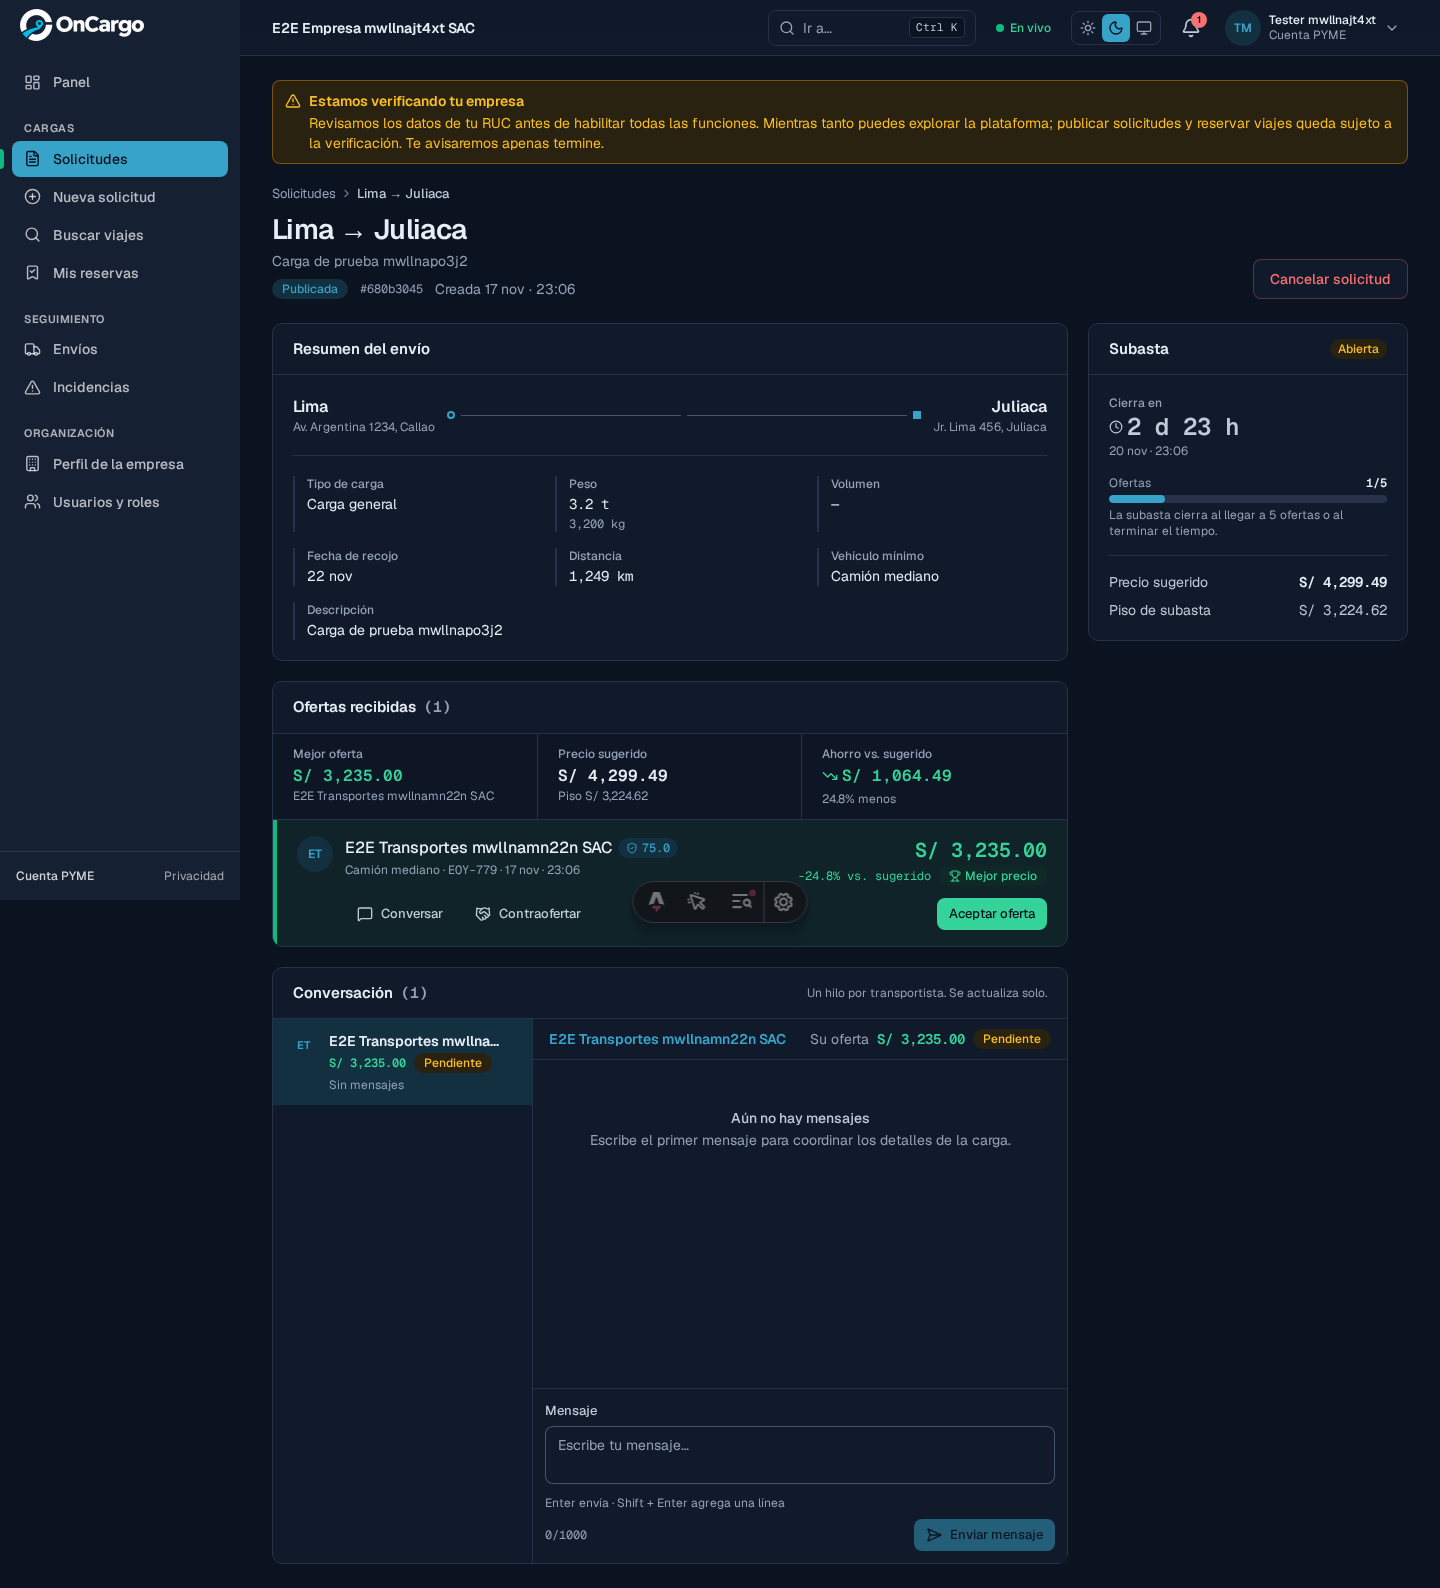 OnCargo
E2E Empresa mwllnajt4xt SAC
Ir a...
Ctrl K
En vivo
1
TM
Tester mwllnajt4xt
Cuenta PYME
Panel
CARGAS
Solicitudes
Nueva solicitud
Buscar viajes
Mis reservas
SEGUIMIENTO
Envíos
Incidencias
ORGANIZACIÓN
Perfil de la empresa
Usuarios y roles
Cuenta PYME
Privacidad
Estamos verificando tu empresa
Revisamos los datos de tu RUC antes de habilitar todas las funciones. Mientras tanto puedes explorar la plataforma; publicar solicitudes y reservar viajes queda sujeto a
la verificación. Te avisaremos apenas termine.
Solicitudes > Lima → Juliaca
Lima → Juliaca
Carga de prueba mwllnapo3j2
Publicada #680b3045 Creada 17 nov · 23:06
Cancelar solicitud
Resumen del envío
Lima
Av. Argentina 1234, Callao
Juliaca
Jr. Lima 456, Juliaca
Tipo de carga
Carga general
Peso
3.2 t
3,200 kg
Volumen
—
Fecha de recojo
22 nov
Distancia
1,249 km
Vehículo mínimo
Camión mediano
Descripción
Carga de prueba mwllnapo3j2
Subasta
Abierta
Cierra en
2 d 23 h
20 nov · 23:06
Ofertas
1/5
La subasta cierra al llegar a 5 ofertas o al
terminar el tiempo.
Precio sugerido
S/ 4,299.49
Piso de subasta
S/ 3,224.62
Ofertas recibidas (1)
Mejor oferta
S/ 3,235.00
E2E Transportes mwllnamn22n SAC
Precio sugerido
S/ 4,299.49
Piso S/ 3,224.62
Ahorro vs. sugerido
S/ 1,064.49
24.8% menos
ET
E2E Transportes mwllnamn22n SAC
75.0
Camión mediano · E0Y-779 · 17 nov · 23:06
S/ 3,235.00
-24.8% vs. sugerido
Mejor precio
Conversar
Contraofertar
Aceptar oferta
Conversación (1)
Un hilo por transportista. Se actualiza solo.
ET
E2E Transportes mwllna...
S/ 3,235.00
Pendiente
Sin mensajes
E2E Transportes mwllnamn22n SAC
Su oferta S/ 3,235.00
Pendiente
Aún no hay mensajes
Escribe el primer mensaje para coordinar los detalles de la carga.
Mensaje
Escribe tu mensaje...
Enter envía · Shift + Enter agrega una línea
0/1000
Enviar mensaje